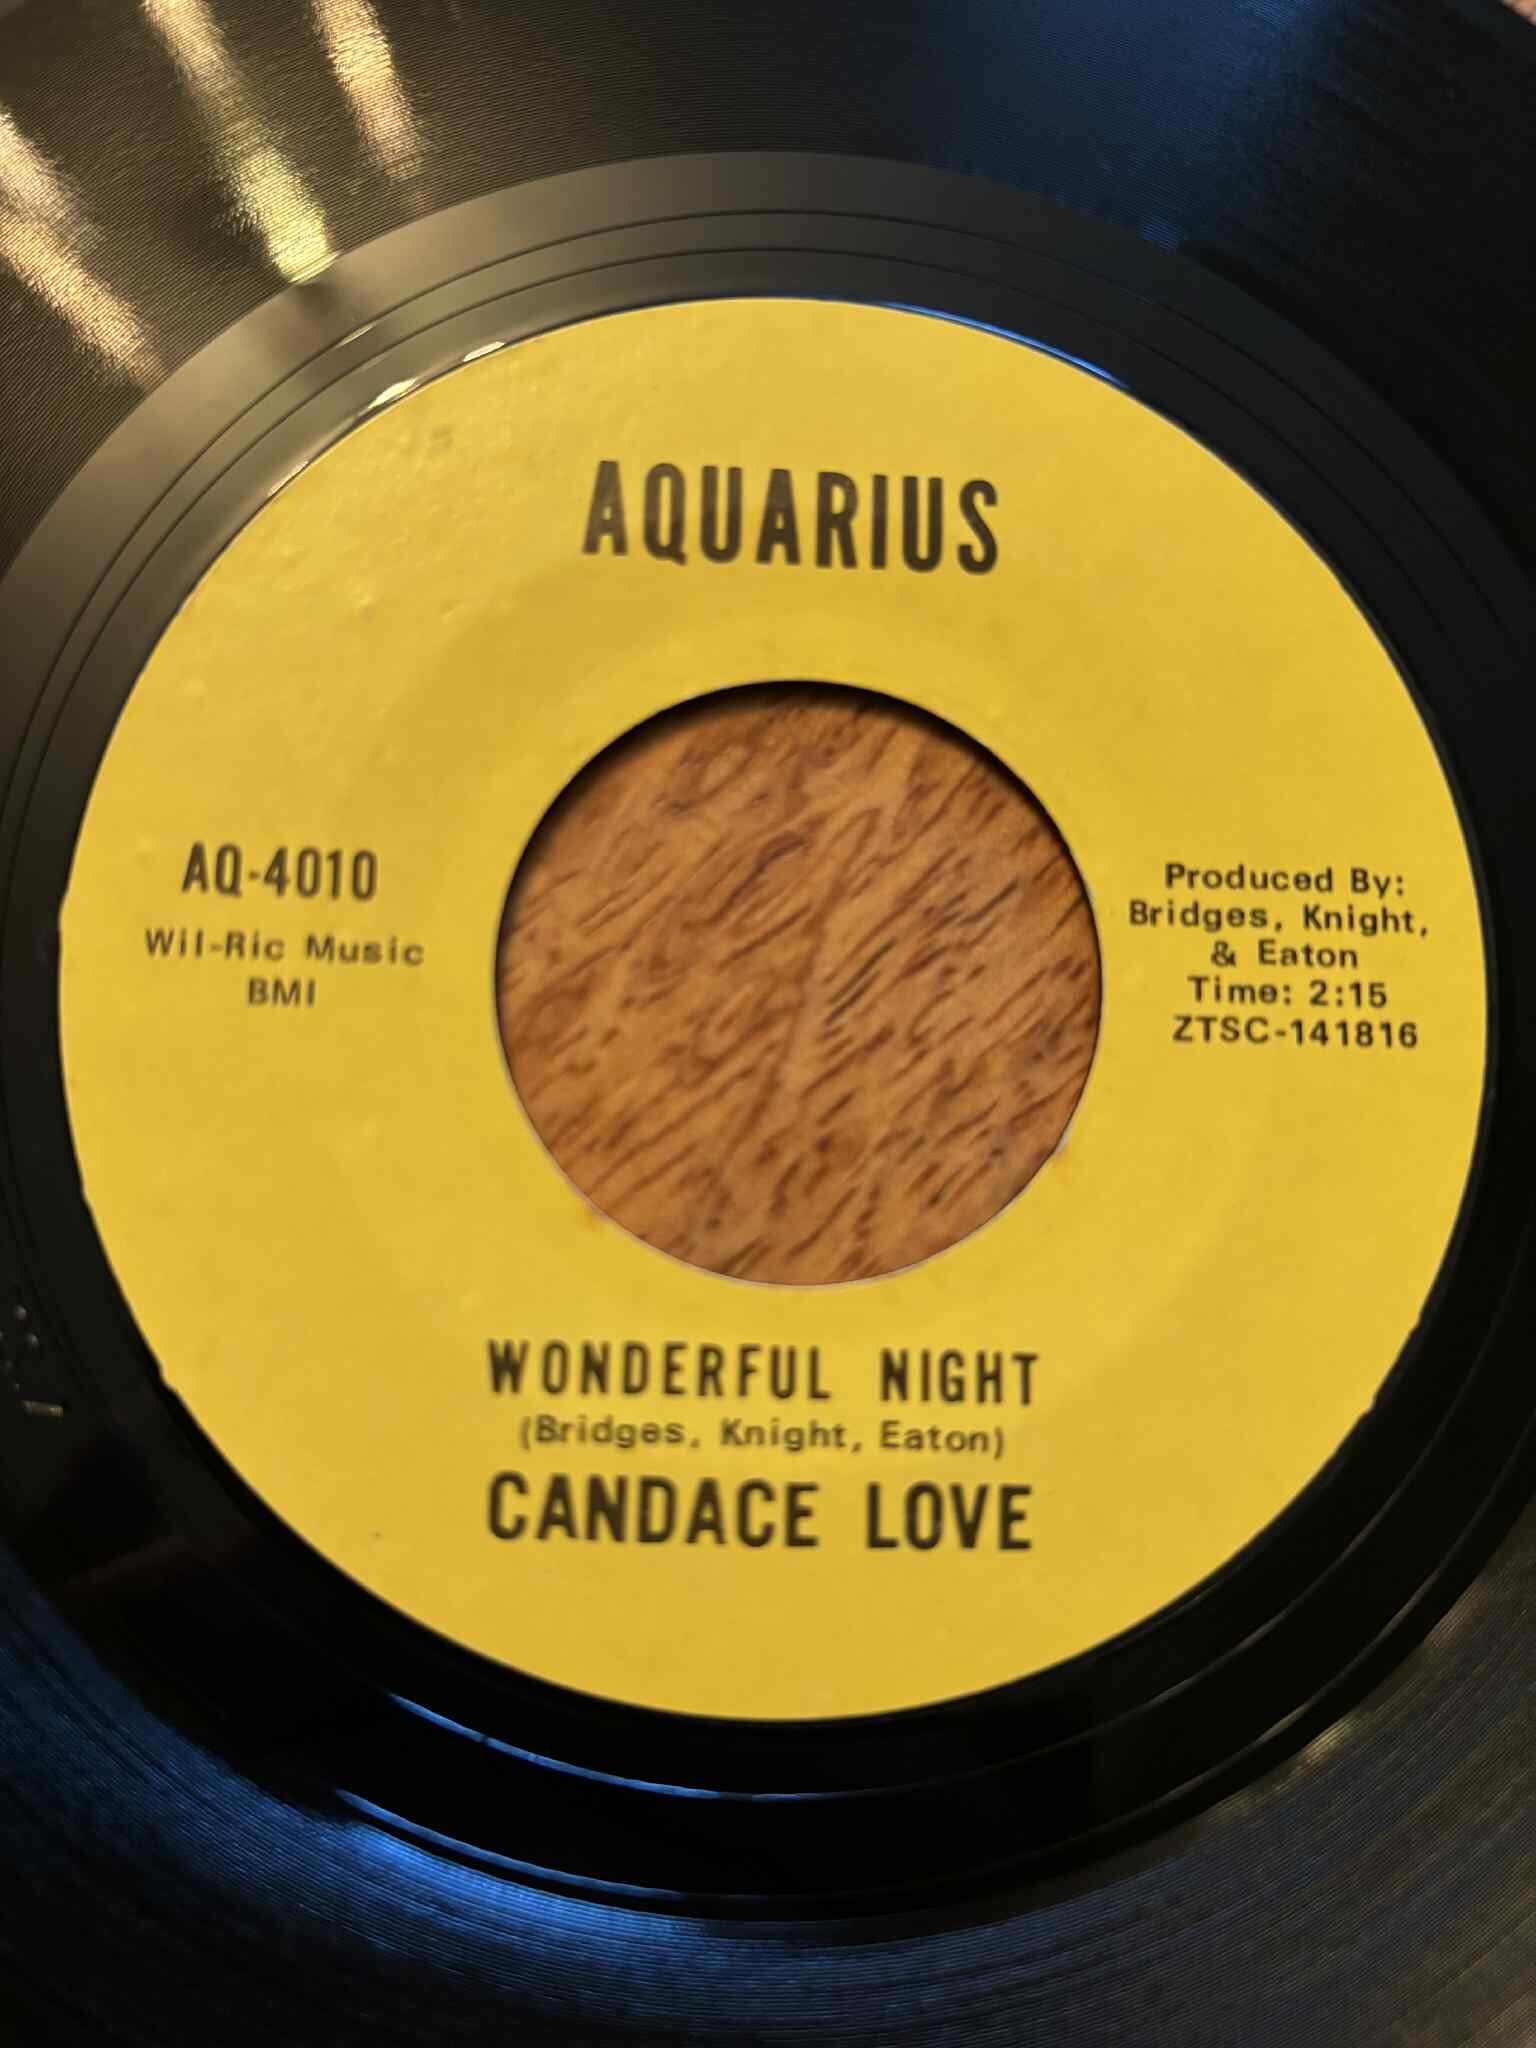 AQUARIUS
AQ-4010
Wil-Ric Music
BMI
Produced By:
Bridges, Knight,
& Eaton
Time: 2:15
ZTSC-141816
WONDERFUL NIGHT
(Bridges, Knight, Eaton)
CANDACE LOVE